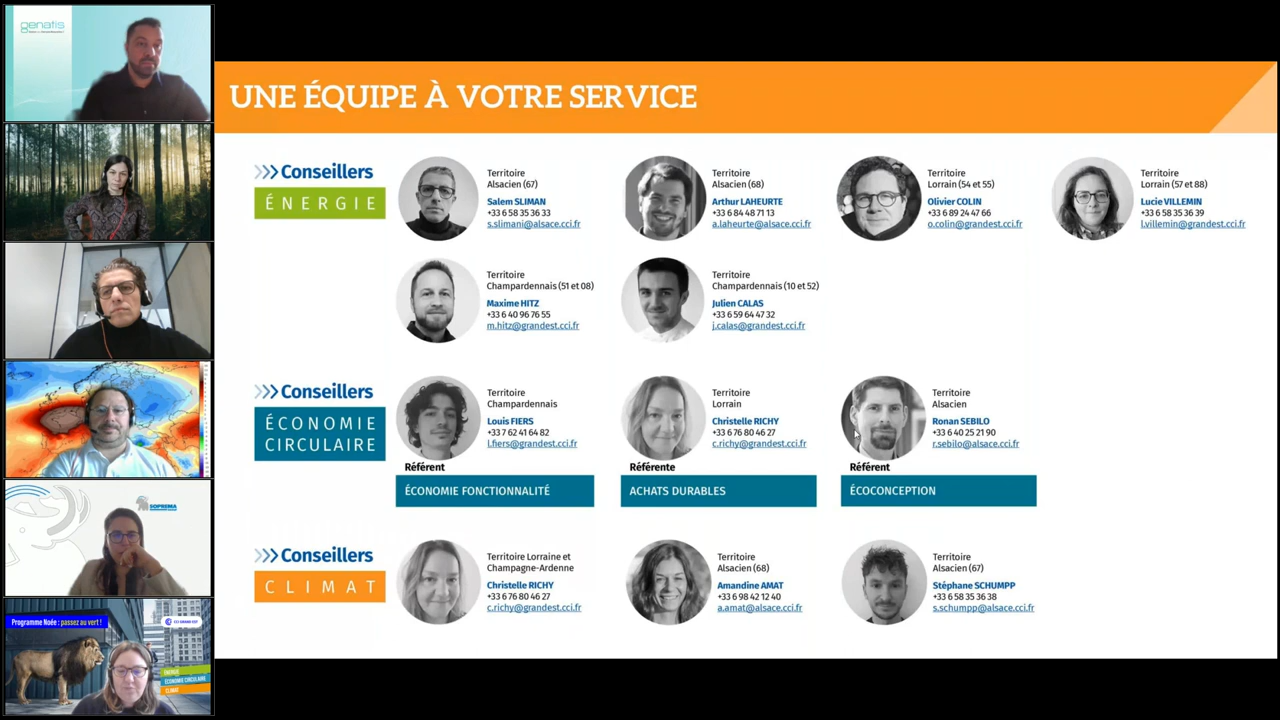 genatis
SOPREMA
Programme Noée : passez au vert !
CCI GRAND EST
ÉNERGIE
ÉCONOMIE CIRCULAIRE
CLIMAT
UNE ÉQUIPE À VOTRE SERVICE
Conseillers
ÉNERGIE
Territoire
Alsacien (67)
Salem SLIMAN
+33 6 58 35 36 33
s.slimani@alsace.cci.fr
Territoire
Alsacien (68)
Arthur LAHEURTE
+33 6 84 48 71 13
a.laheurte@alsace.cci.fr
Territoire
Lorrain (54 et 55)
Olivier COLIN
+33 6 89 24 47 66
o.colin@grandest.cci.fr
Territoire
Lorrain (57 et 88)
Lucie VILLEMIN
+33 6 58 35 36 39
l.villemin@grandest.cci.fr
Territoire
Champardennais (51 et 08)
Maxime HITZ
+33 6 40 96 76 55
m.hitz@grandest.cci.fr
Territoire
Champardennais (10 et 52)
Julien CALAS
+33 6 59 64 47 32
j.calas@grandest.cci.fr
Conseillers
ÉCONOMIE
CIRCULAIRE
Territoire
Champardennais
Louis FIERS
+33 7 62 41 64 82
l.fiers@grandest.cci.fr
Référent
ÉCONOMIE FONCTIONNALITÉ
Territoire
Lorrain
Christelle RICHY
+33 6 76 80 46 27
c.richy@grandest.cci.fr
Référente
ACHATS DURABLES
Territoire
Alsacien
Ronan SEBILO
+33 6 40 25 21 90
r.sebilo@alsace.cci.fr
Référent
ÉCOCONCEPTION
Conseillers
CLIMAT
Territoire Lorraine et
Champagne-Ardenne
Christelle RICHY
+33 6 76 80 46 27
c.richy@grandest.cci.fr
Territoire
Alsacien (68)
Amandine AMAT
+33 6 98 42 12 40
a.amat@alsace.cci.fr
Territoire
Alsacien (67)
Stéphane SCHUMPP
+33 6 58 35 36 38
s.schumpp@alsace.cci.fr